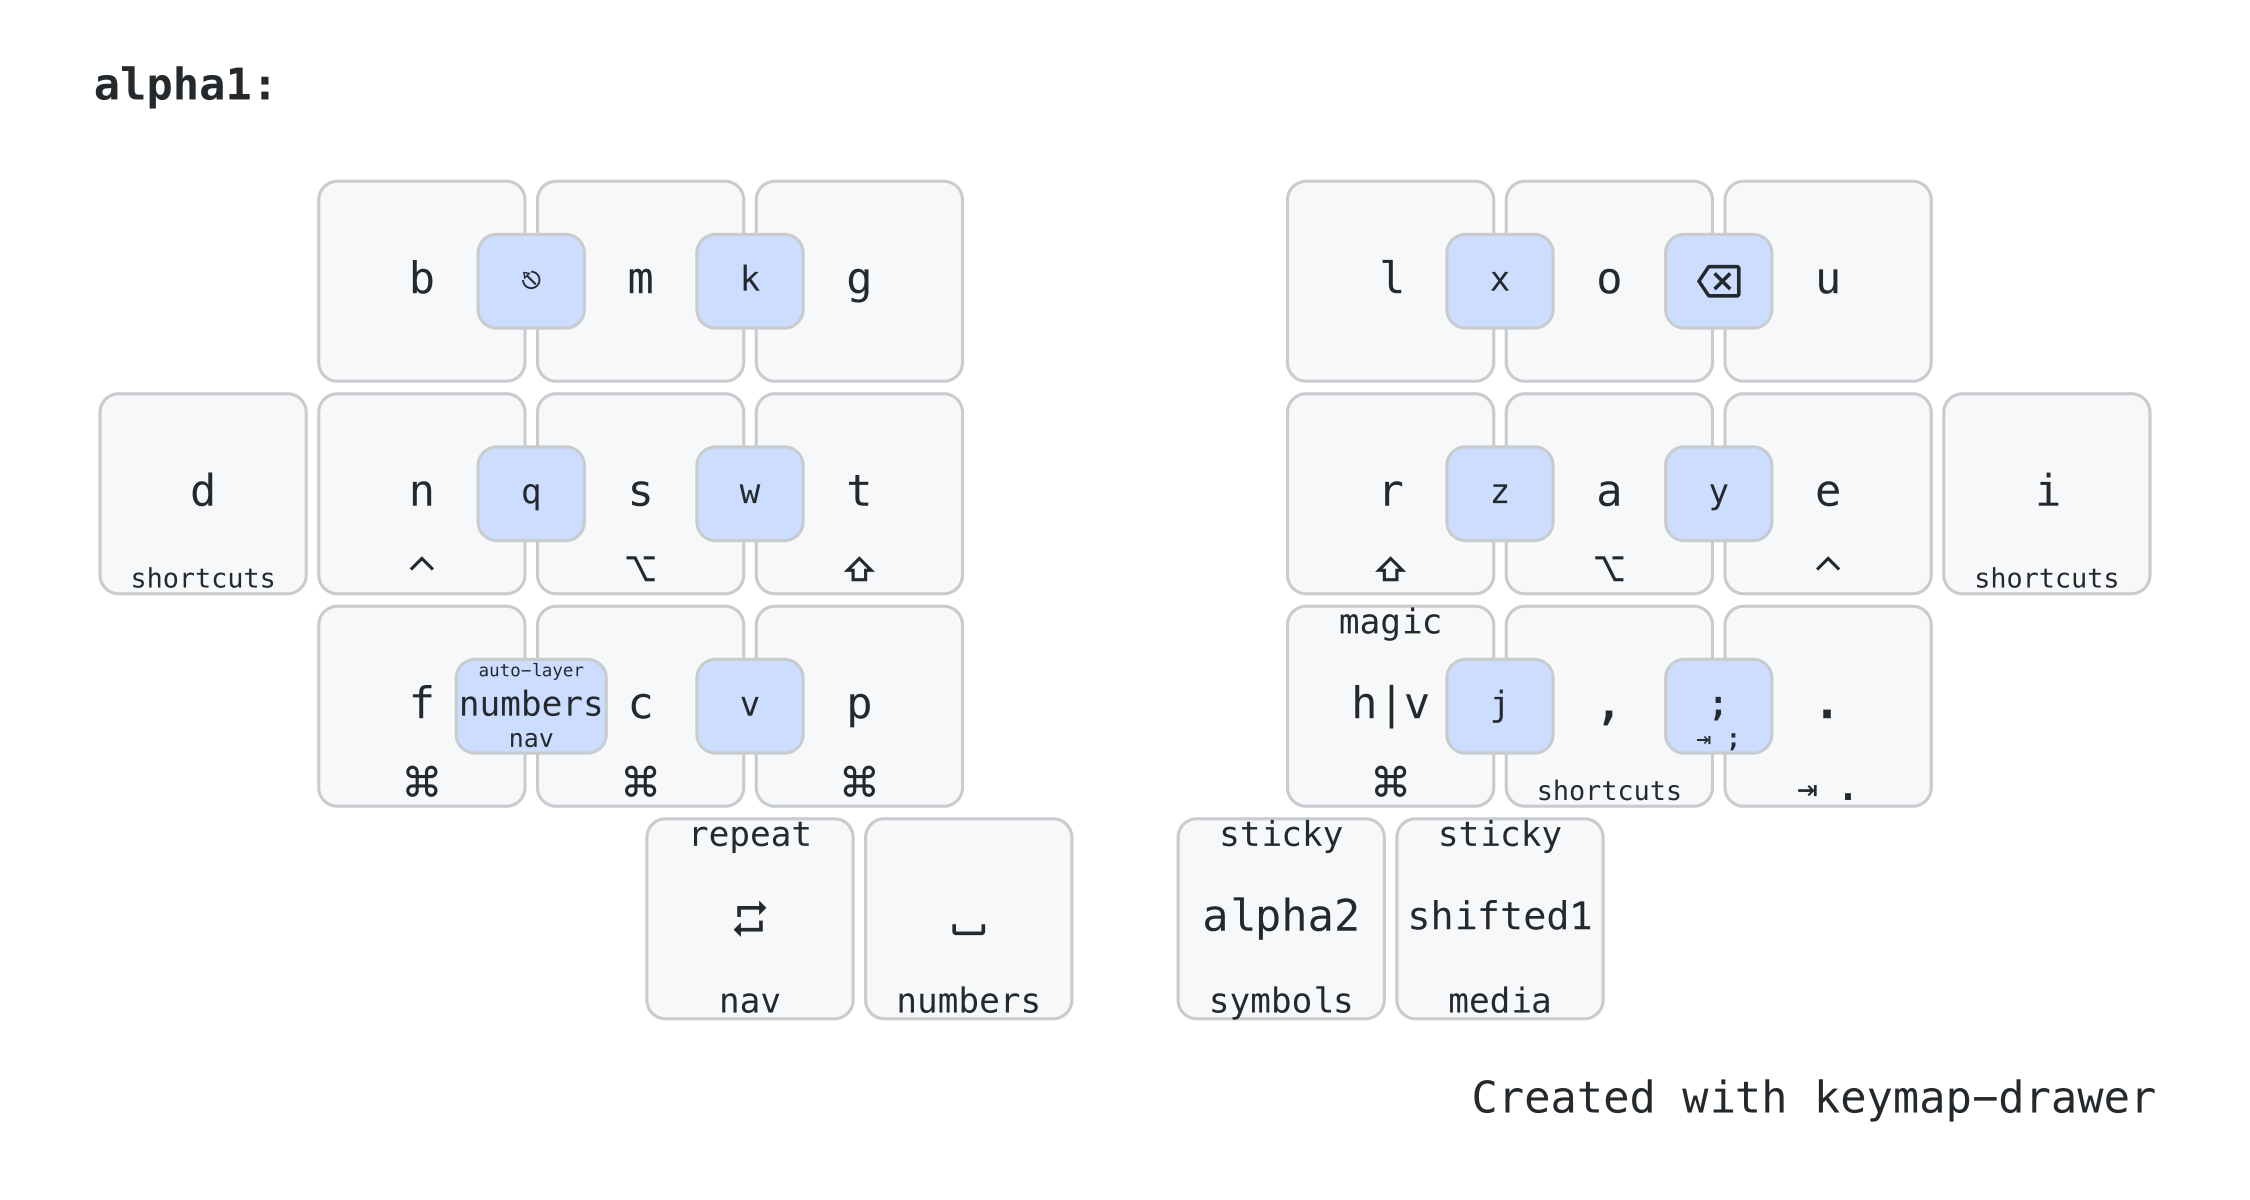 alpha1:
b ⎋ m k g l x o ⌫ u
d n q s w t r z a y e i
shortcuts ^ ⌥ ⇧ ⇧ ⌥ ^ shortcuts
magic
auto-layer
f numbers c v p h|v j , ; .
nav ⇥ ;
⌘ ⌘ ⌘ ⌘ shortcuts ⇥ .
repeat sticky sticky
🔁 ⎵ alpha2 shifted1
nav numbers symbols media
Created with keymap-drawer